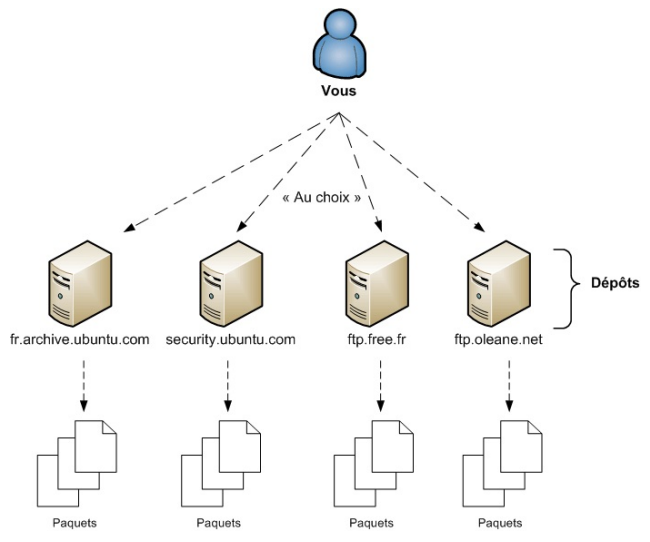 Vous
« Au choix »
Dépôts
fr.archive.ubuntu.com
security.ubuntu.com
ftp.free.fr
ftp.oleane.net
Paquets
Paquets
Paquets
Paquets